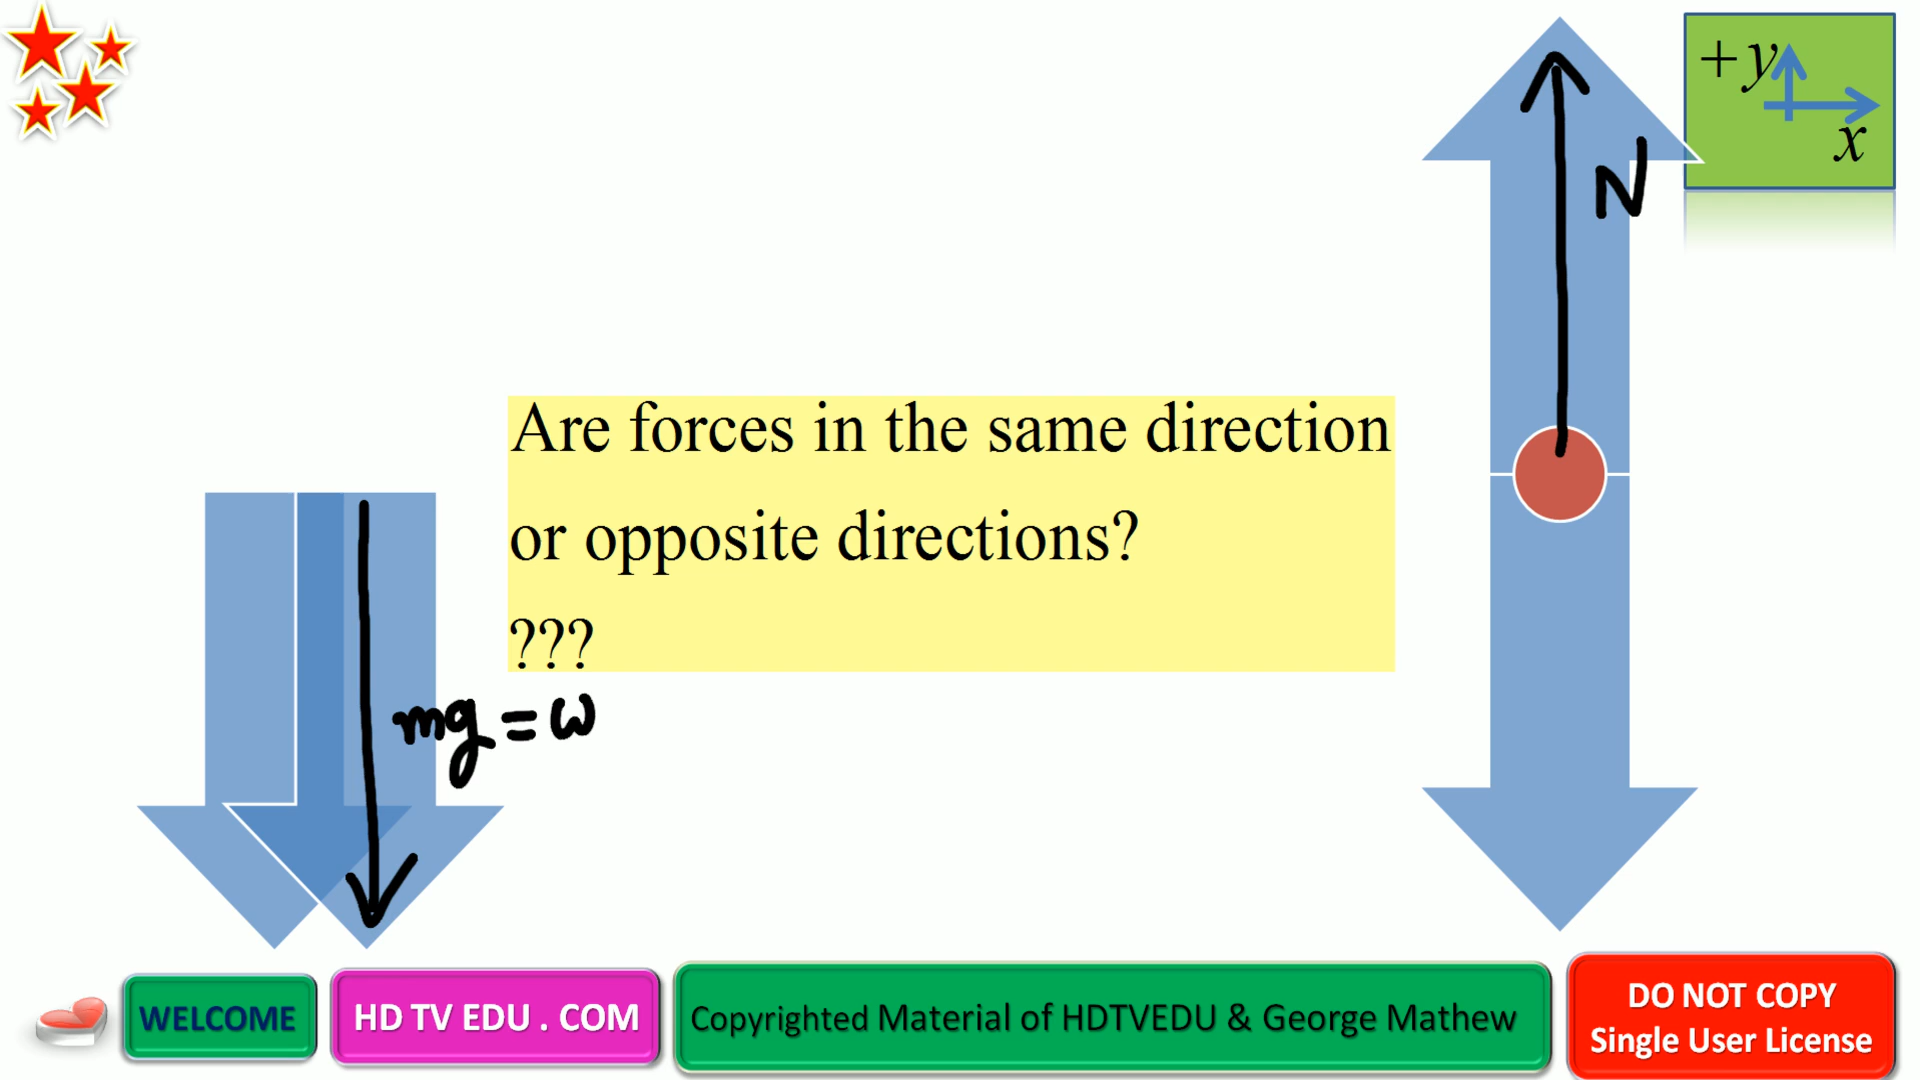 +y
x
N
Are forces in the same direction
or opposite directions?
???
mg = w
WELCOME
HD TV EDU . COM
Copyrighted Material of HDTVEDU & George Mathew
DO NOT COPY
Single User License